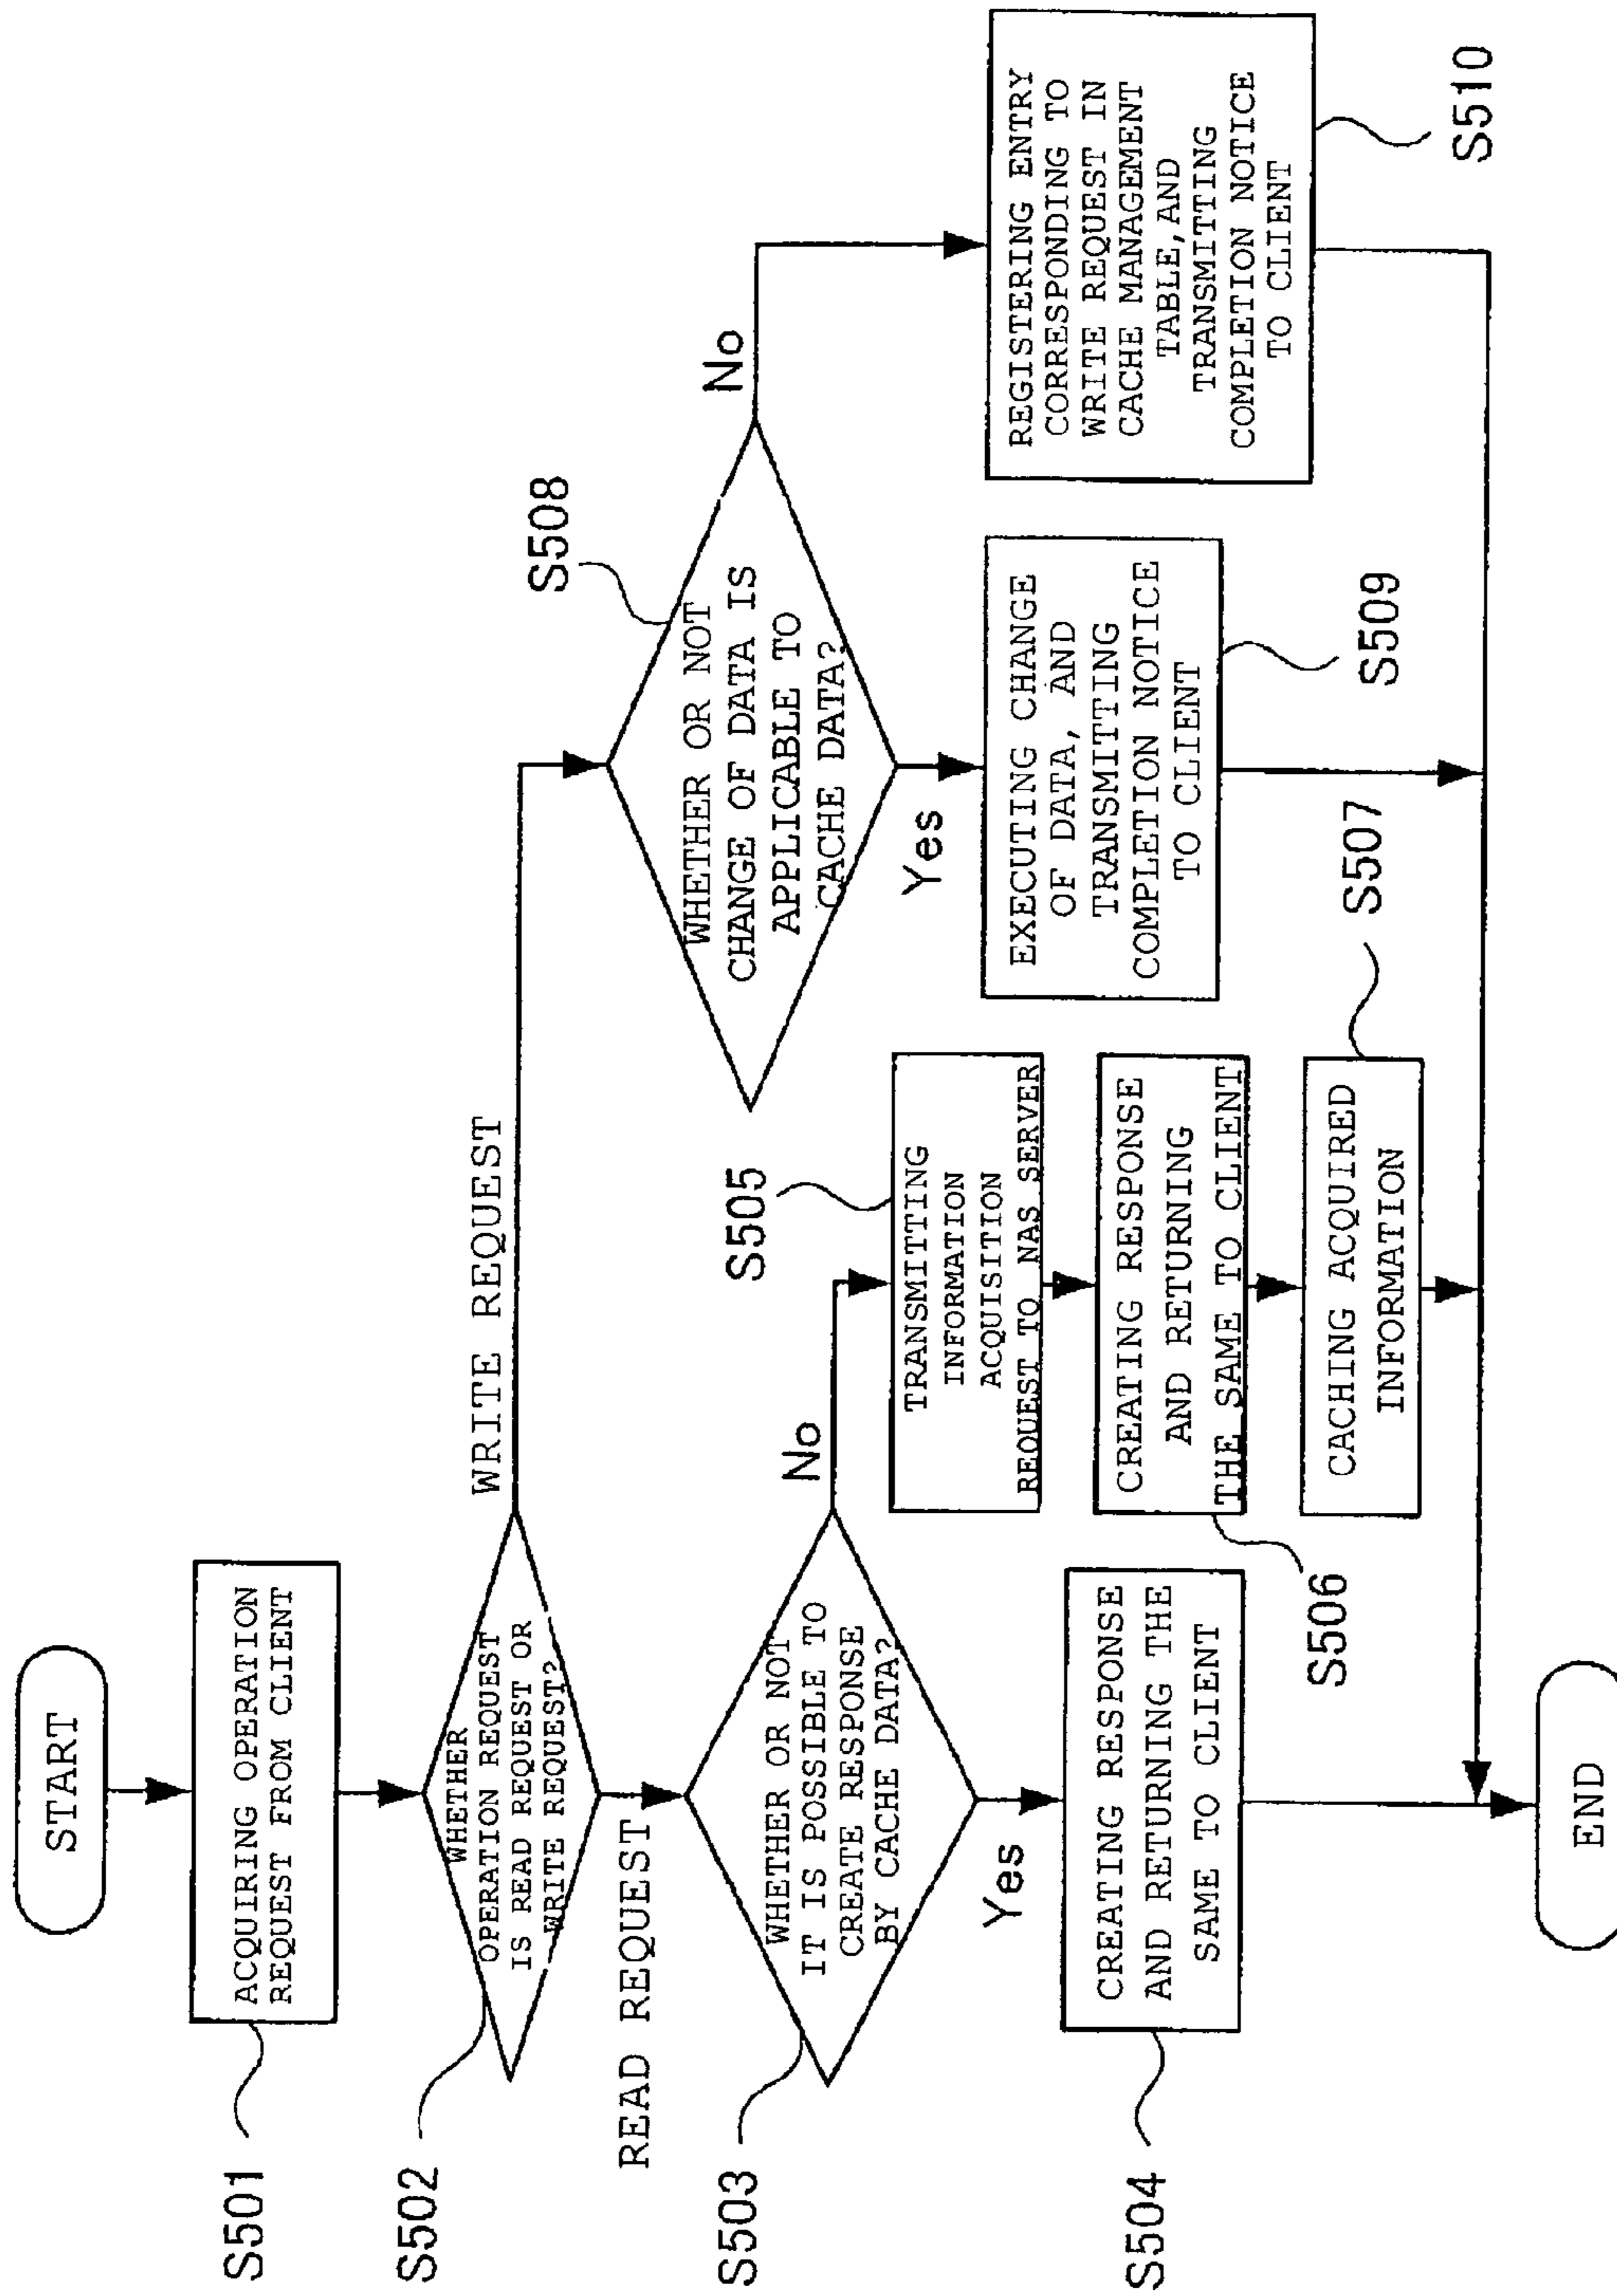 START
S501
ACQUIRING OPERATION
REQUEST FROM CLIENT
S502
WHETHER
OPERATION REQUEST
IS READ REQUEST OR
WRITE REQUEST?
WRITE REQUEST
READ REQUEST
S503
WHETHER OR NOT
IT IS POSSIBLE TO
CREATE RESPONSE
BY CACHE DATA?
No
Yes
S504
CREATING RESPONSE
AND RETURNING THE
SAME TO CLIENT
S505
TRANSMITTING
INFORMATION
ACQUISITION
REQUEST TO NAS SERVER
S506
CREATING RESPONSE
AND RETURNING
THE SAME TO CLIENT
S507
CACHING ACQUIRED
INFORMATION
S508
WHETHER OR NOT
CHANGE OF DATA IS
APPLICABLE TO
CACHE DATA?
No
Yes
S509
EXECUTING CHANGE
OF DATA, AND
TRANSMITTING
COMPLETION NOTICE
TO CLIENT
S510
REGISTERING ENTRY
CORRESPONDING TO
WRITE REQUEST IN
CACHE MANAGEMENT
TABLE,AND
TRANSMITTING
COMPLETION NOTICE
TO CLIENT
END